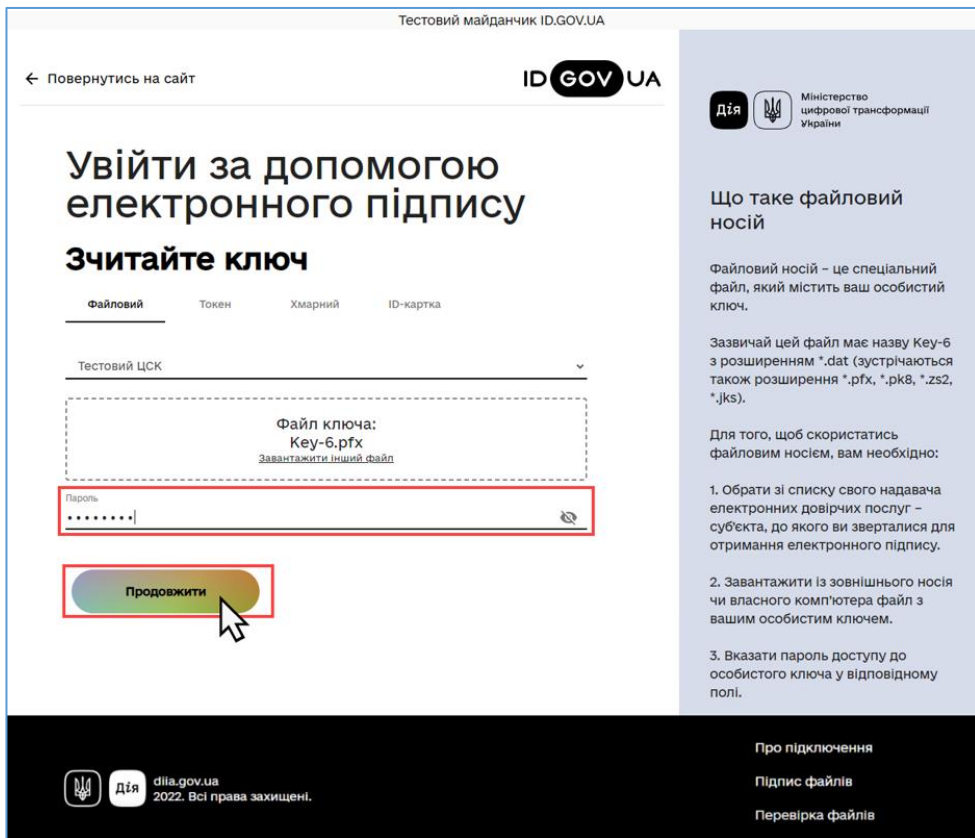 Тестовий майданчик ID.GOV.UA
← Повернутись на сайт
ID GOV UA
Увійти за допомогою
електронного підпису
Зчитайте ключ
Файловий Токен Хмарний ID-картка
Тестовий ЦСК
Файл ключа:
Key-6.pfx
Завантажити інший файл
Пароль
••••••••
Продовжити
Дія
Міністерство
цифрової трансформації
України
Що таке файловий
носій
Файловий носій – це спеціальний
файл, який містить ваш особистий
ключ.
Зазвичай цей файл має назву Key-6
з розширенням *.dat (зустрічаються
також розширення *.pfx, *.pk8, *.zs2,
*.jks).
Для того, щоб скористатись
файловим носієм, вам необхідно:
1. Обрати зі списку свого надавача
електронних довірчих послуг –
суб'єкта, до якого ви зверталися для
отримання електронного підпису.
2. Завантажити із зовнішнього носія
чи власного комп'ютера файл з
вашим особистим ключем.
3. Вказати пароль доступу до
особистого ключа у відповідному
полі.
Дія
diia.gov.ua
2022. Всі права захищені.
Про підключення
Підпис файлів
Перевірка файлів